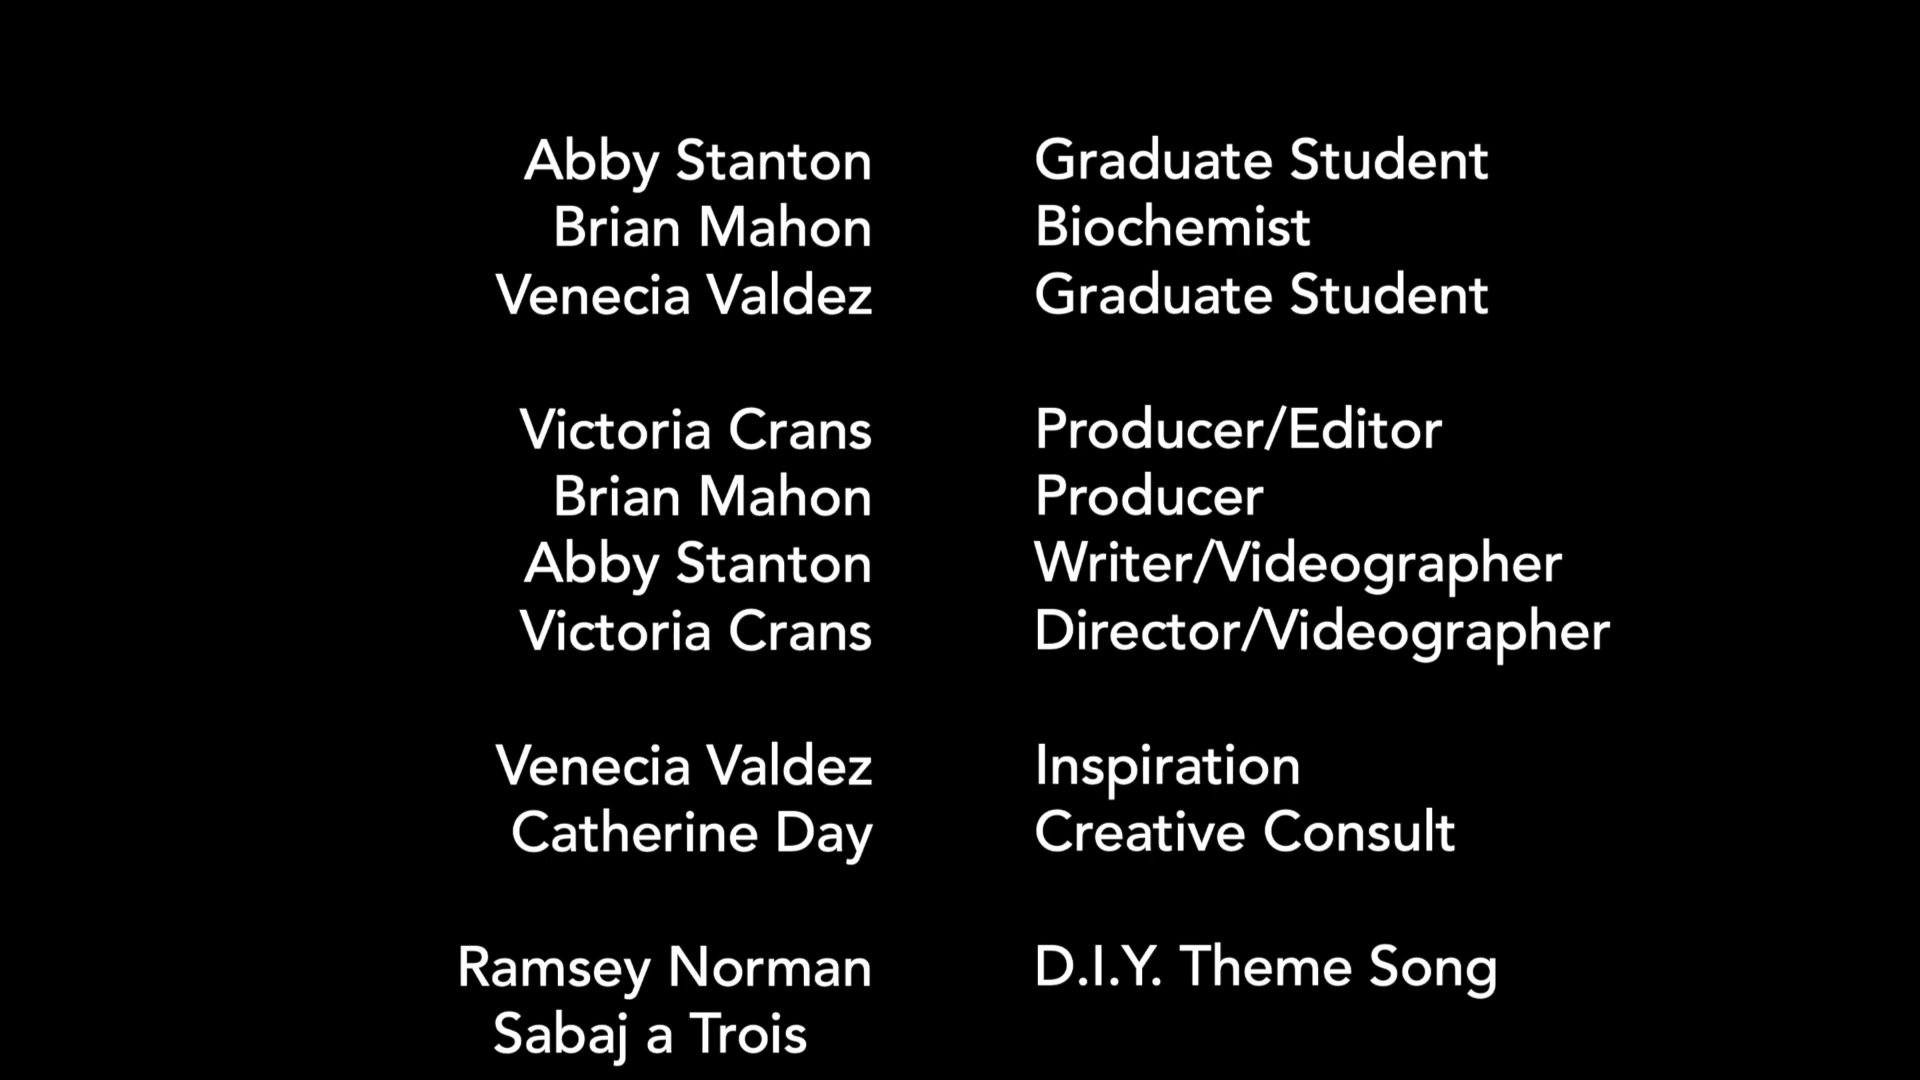 Abby Stanton Graduate Student
Brian Mahon Biochemist
Venecia Valdez Graduate Student
Victoria Crans Producer/Editor
Brian Mahon Producer
Abby Stanton Writer/Videographer
Victoria Crans Director/Videographer
Venecia Valdez Inspiration
Catherine Day Creative Consult
Ramsey Norman D.I.Y. Theme Song
Sabaj a Trois